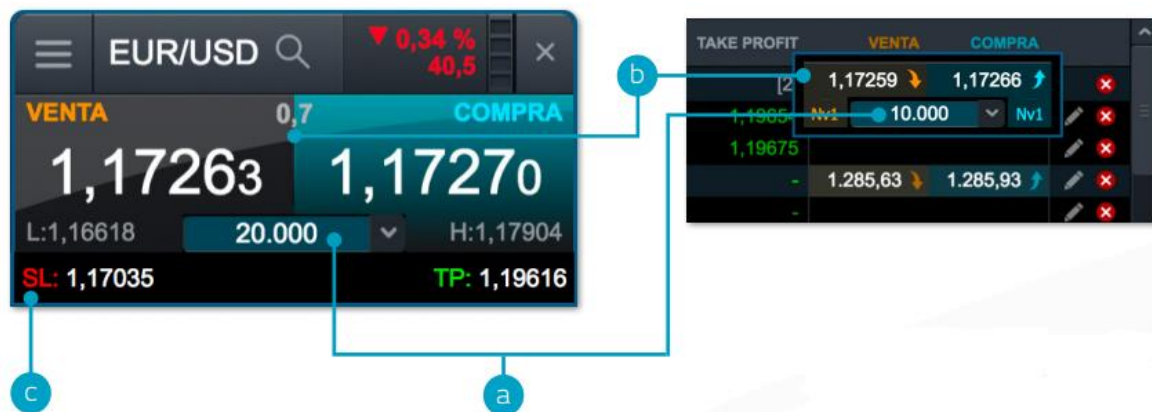 EUR/USD
▼ 0,34 %
40,5
VENTA 0,7 COMPRA
1,17263 1,17270
L:1,16618 20.000 H:1,17904
SL: 1,17035 TP: 1,19616
c
a
b
TAKE PROFIT VENTA COMPRA
[2 1,17259 1,17266
Nv1 10.000 Nv1
1,19675
- 1.285,63 1.285,93
-